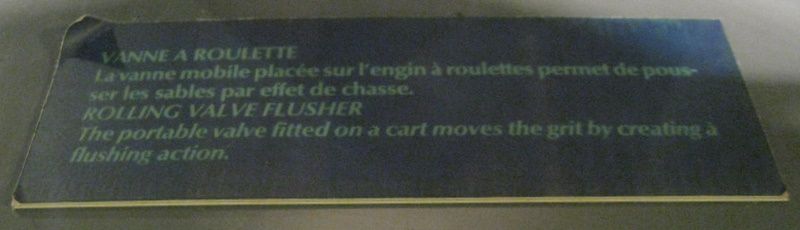 VANNE A ROULETTE
La vanne mobile placée sur l'engin à roulettes permet de pous-
ser les sables par effet de chasse.
ROLLING VALVE FLUSHER
The portable valve fitted on a cart moves the grit by creating à
flushing action.